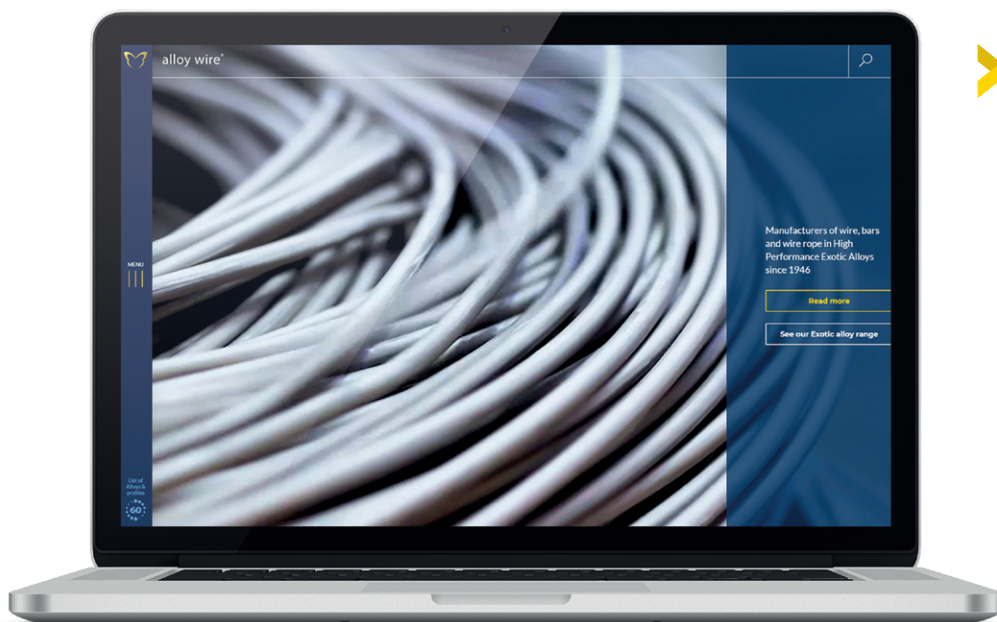 alloy wire®
MENU
Manufacturers of wire, bars
and wire rope in High
Performance Exotic Alloys
since 1946
Read more
See our Exotic alloy range
List of
Alloys &
profiles
60